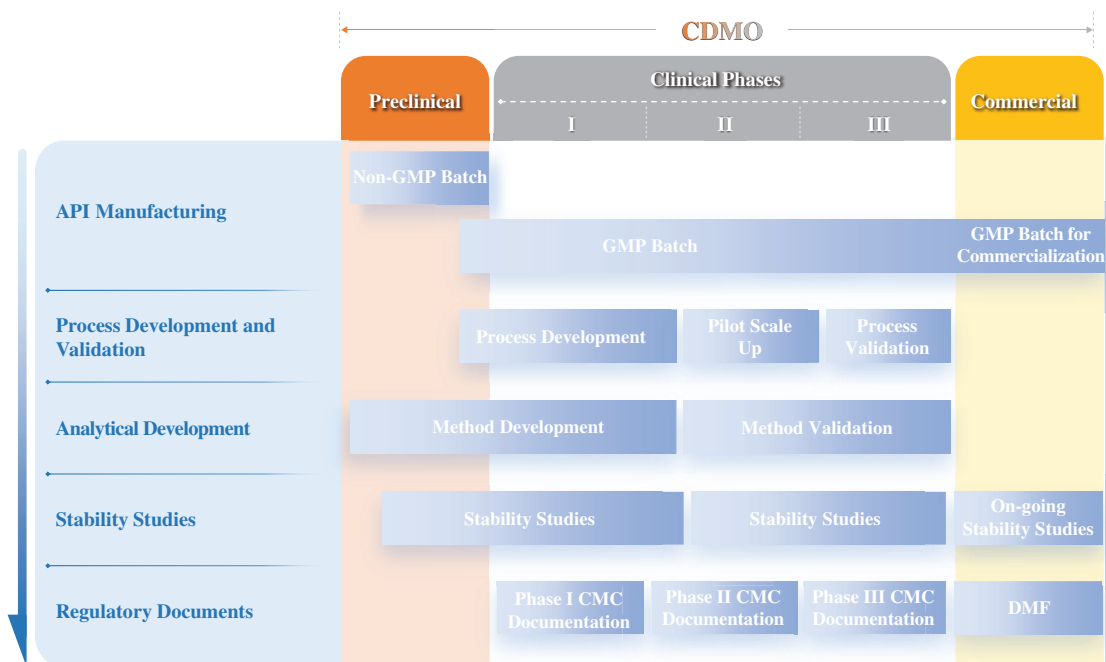 CDMO
Preclinical
Clinical Phases
Commercial
I
II
III
API Manufacturing
Non-GMP Batch
GMP Batch
GMP Batch for
Commercialization
Process Development and
Validation
Process Development
Pilot Scale
Up
Process
Validation
Analytical Development
Method Development
Method Validation
Stability Studies
Stability Studies
Stability Studies
On-going
Stability Studies
Regulatory Documents
Phase I CMC
Documentation
Phase II CMC
Documentation
Phase III CMC
Documentation
DMF